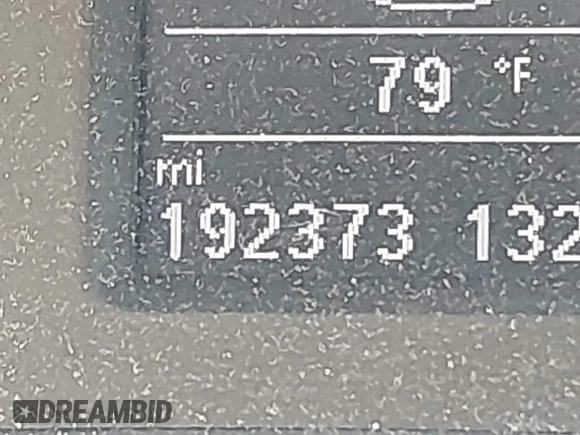 79 °F
mi
192373 132
DREAMBID